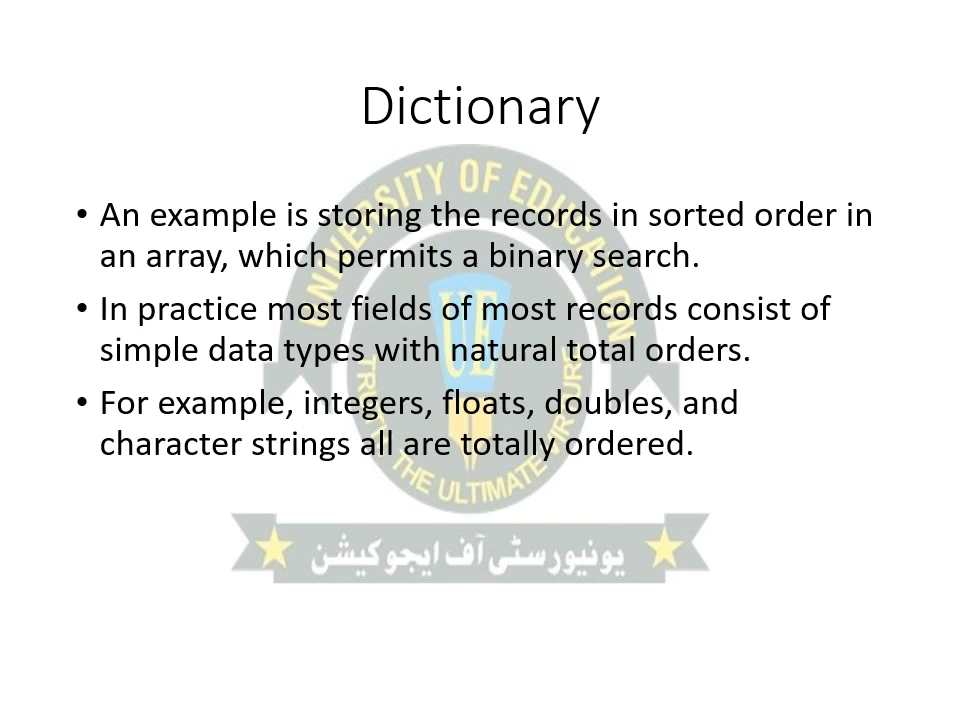 Dictionary
• An example is storing the records in sorted order in
an array, which permits a binary search.
• In practice most fields of most records consist of
simple data types with natural total orders.
• For example, integers, floats, doubles, and
character strings all are totally ordered.
UNIVERSITY OF EDUCATION
UE
TRUTH THE ULTIMATE VIRTURE
یونیورسٹی آف ایجوکیشن